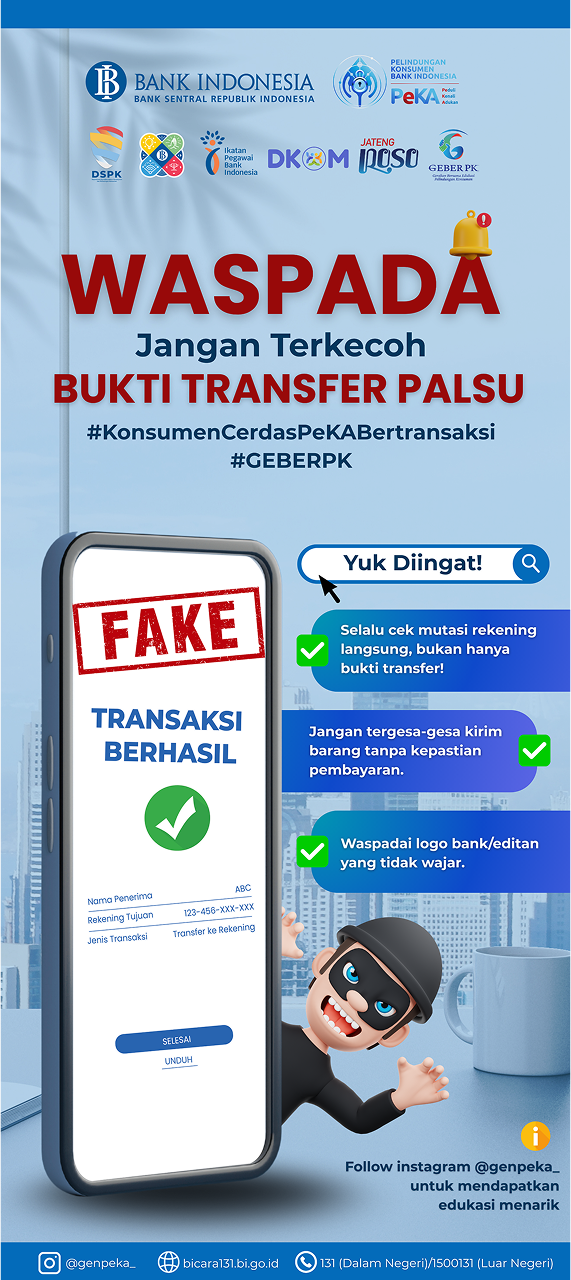 BANK INDONESIA
BANK SENTRAL REPUBLIK INDONESIA
PELINDUNGAN
KONSUMEN
BANK INDONESIA
PeKA Peduli
Kenali
Adukan
DSPK
Ikatan
Pegawai
Bank
Indonesia
DKOM
JATENG
GEBER PK
WASPADA
Jangan Terkecoh
BUKTI TRANSFER PALSU
#KonsumenCerdasPeKABertransaksi
#GEBERPK
Yuk Diingat!
Selalu cek mutasi rekening
langsung, bukan hanya
bukti transfer!
Jangan tergesa-gesa kirim
barang tanpa kepastian
pembayaran.
Waspadai logo bank/editan
yang tidak wajar.
FAKE
TRANSAKSI
BERHASIL
Nama Penerima ABC
Rekening Tujuan 123-456-XXX-XXX
Jenis Transaksi Transfer ke Rekening
SELESAI
UNDUH
Follow instagram @genpeka_
untuk mendapatkan
edukasi menarik
@genpeka_ bicara131.bi.go.id 131 (Dalam Negeri)/1500131 (Luar Negeri)